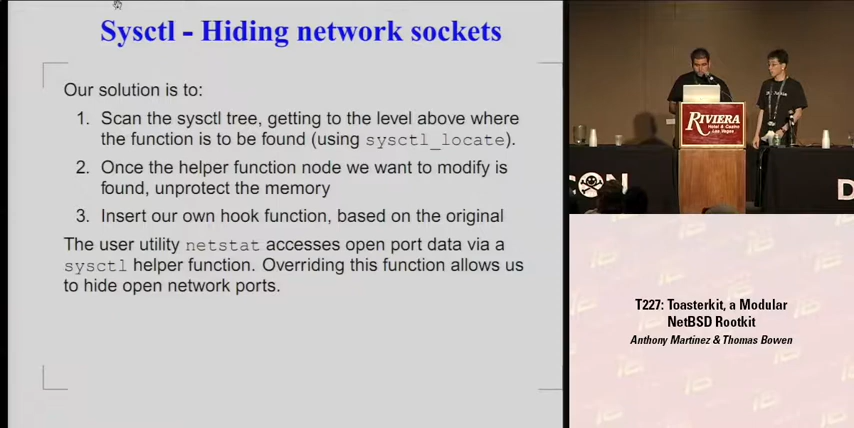 Sysctl - Hiding network sockets
Our solution is to:
1. Scan the sysctl tree, getting to the level above where
the function is to be found (using sysctl_locate).
2. Once the helper function node we want to modify is
found, unprotect the memory
3. Insert our own hook function, based on the original
The user utility netstat accesses open port data via a
sysctl helper function. Overriding this function allows us
to hide open network ports.
RIVIERA
Hotel & Casino
Las Vegas
CON
D
T227: Toasterkit, a Modular
NetBSD Rootkit
Anthony Martinez & Thomas Bowen